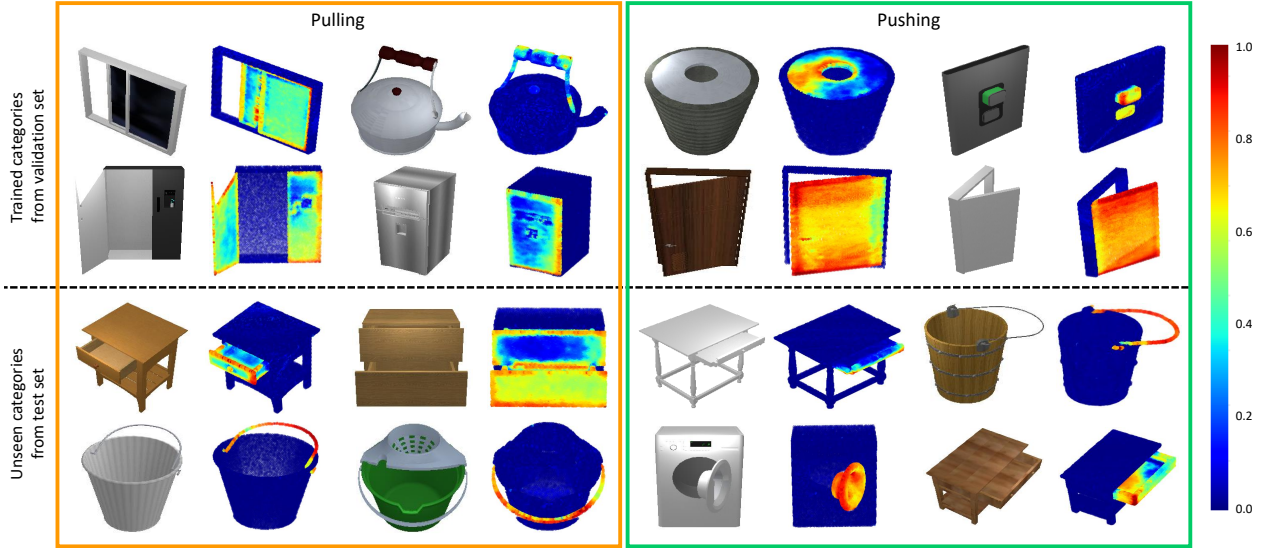 Pulling
Pushing
Trained categories
from validation set
Unseen categories
from test set
1.0
0.8
0.6
0.4
0.2
0.0